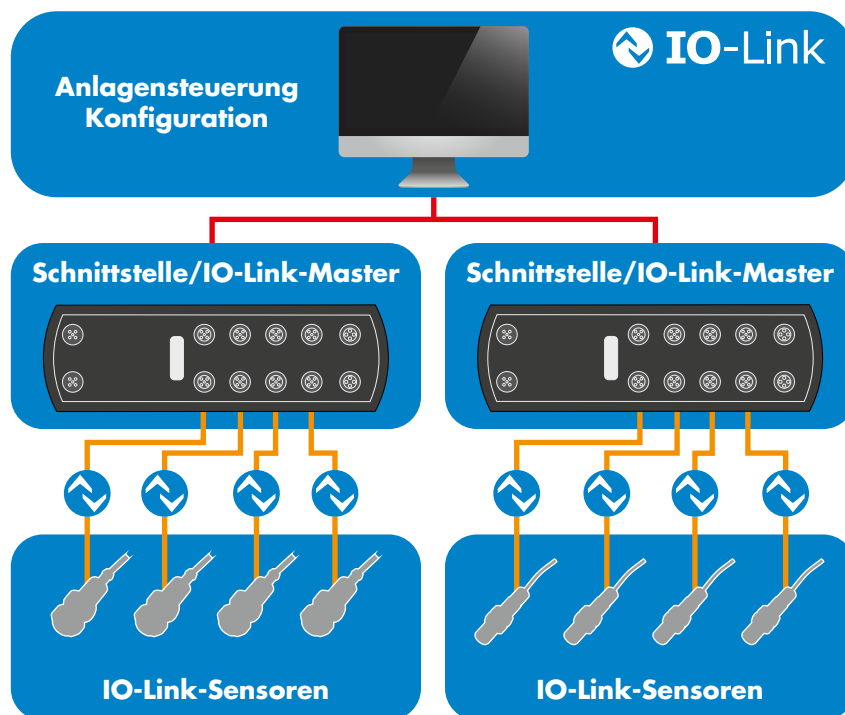 IO-Link
Anlagensteuerung
Konfiguration
Schnittstelle/IO-Link-Master
Schnittstelle/IO-Link-Master
IO-Link-Sensoren
IO-Link-Sensoren